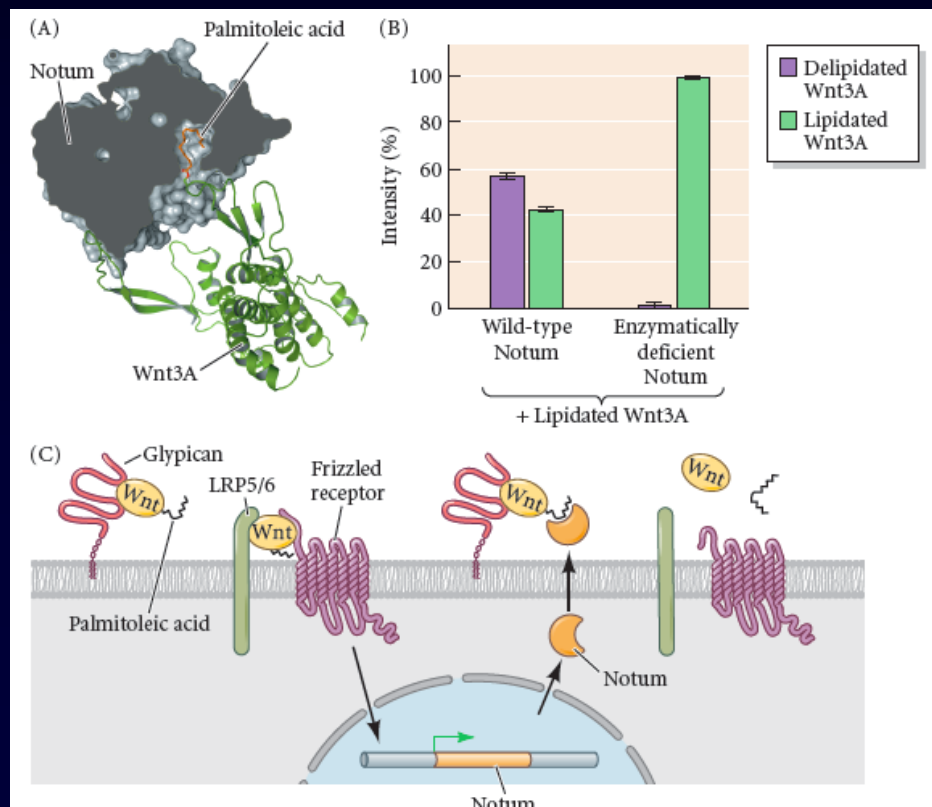 (A)
Palmitoleic acid
Notum
Wnt3A
(B)
Intensity (%)
100
80
60
40
20
0
Wild-type
Notum
Enzymatically
deficient
Notum
+ Lipidated Wnt3A
Delipidated
Wnt3A
Lipidated
Wnt3A
(C)
Glypican
Wnt
Palmitoleic acid
LRP5/6
Wnt
Frizzled
receptor
Wnt
Notum
Wnt
Notum